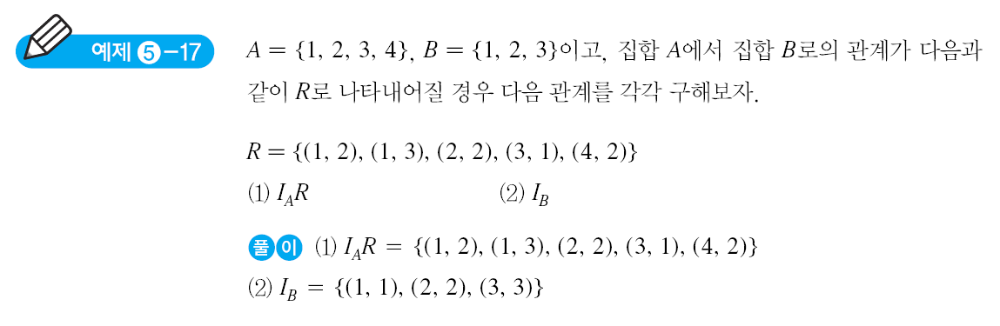 예제 5-17
A = {1, 2, 3, 4}, B = {1, 2, 3}이고, 집합 A에서 집합 B로의 관계가 다음과
같이 R로 나타내어질 경우 다음 관계를 각각 구해보자.
R = {(1, 2), (1, 3), (2, 2), (3, 1), (4, 2)}
(1) I_A R (2) I_B
풀이 (1) I_A R = {(1, 2), (1, 3), (2, 2), (3, 1), (4, 2)}
(2) I_B = {(1, 1), (2, 2), (3, 3)}